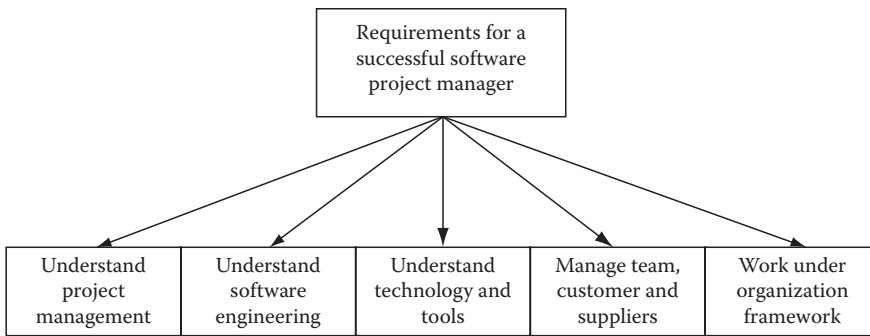 Requirements for a
successful software
project manager
Understand
project
management
Understand
software
engineering
Understand
technology and
tools
Manage team,
customer and
suppliers
Work under
organization
framework